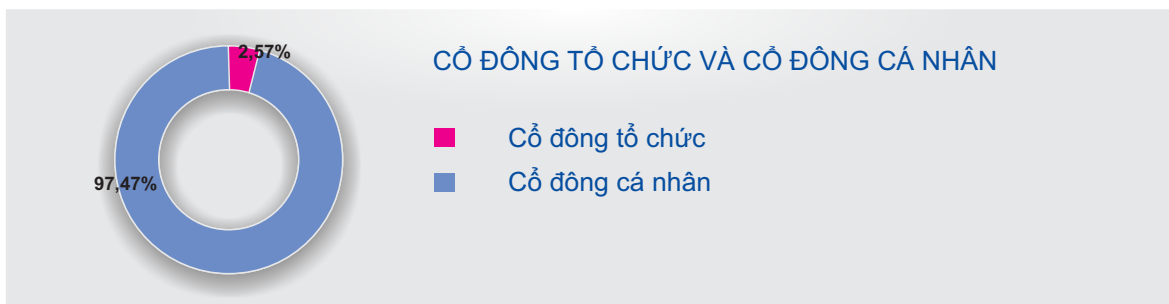 2,57%
97,47%
CỔ ĐÔNG TỔ CHỨC VÀ CỔ ĐÔNG CÁ NHÂN
Cổ đông tổ chức
Cổ đông cá nhân